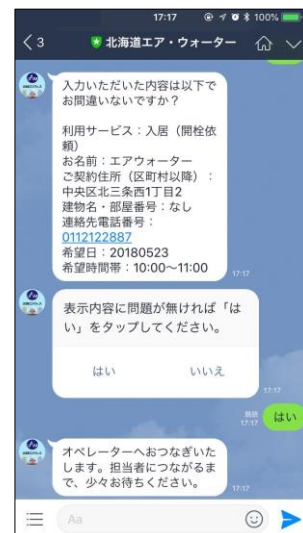 17:17 100%
3 北海道エア・ウォーター
入力いただいた内容は以下で
お間違いないですか？
利用サービス：入居（開栓依
頼）
お名前：エアウォーター
ご契約住所（区町村以降）：
中央区北三条西1丁目2
建物名・部屋番号：なし
連絡先電話番号：
0112122887
希望日：20180523
希望時間帯：10:00〜11:00
17:17
表示内容に問題が無ければ「は
い」をタップしてください。
はい いいえ
17:17
既読
17:17
はい
オペレーターへおつなぎいた
します。担当者につながるま
で、少々お待ちください。
17:17
Aa